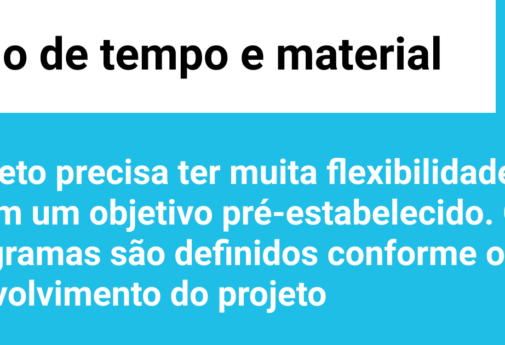 o de tempo e material
eto precisa ter muita flexibilidade
m um objetivo pré-estabelecido.
gramas são definidos conforme o
volvimento do projeto